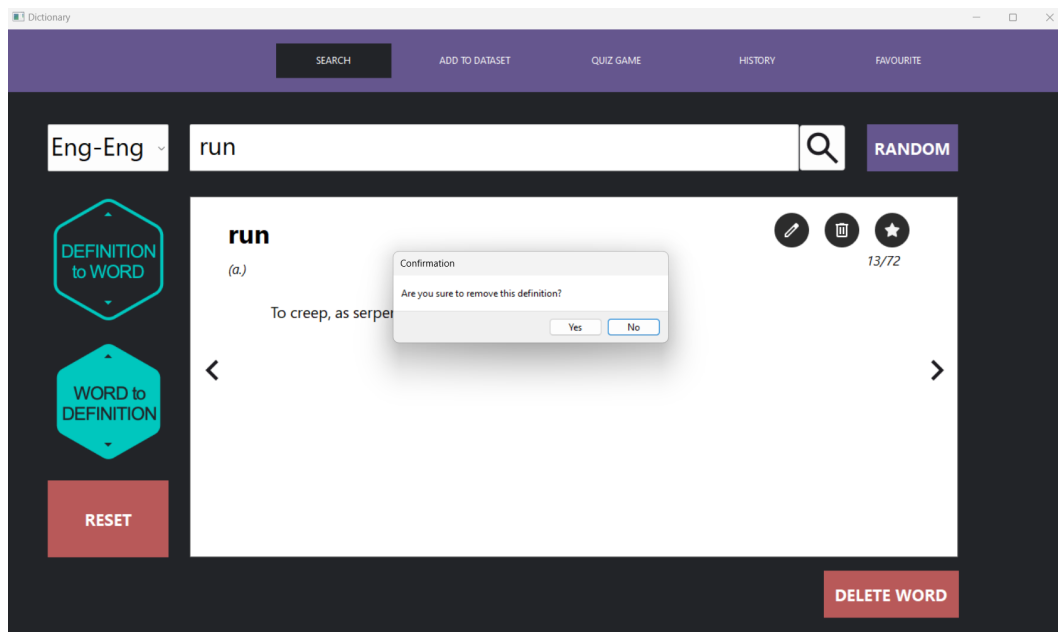 Dictionary
SEARCH
ADD TO DATASET
QUIZ GAME
HISTORY
FAVOURITE
Eng-Eng
run
RANDOM
DEFINITION
to WORD
WORD to
DEFINITION
RESET
run
(a.)
13/72
To creep, as
Confirmation
Are you sure to remove this definition?
Yes
No
DELETE WORD